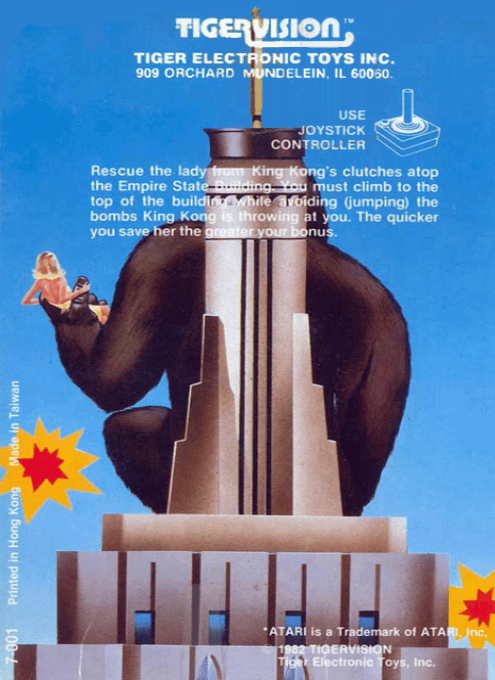 TIGERVISION™
TIGER ELECTRONIC TOYS INC.
909 ORCHARD MUNDELEIN, IL 60060.
USE
JOYSTICK
CONTROLLER
Rescue the lady from King Kong's clutches atop
the Empire State Building. You must climb to the
top of the building while avoiding (jumping) the
bombs King Kong is throwing at you. The quicker
you save her the greater your bonus.
7-001 Printed in Hong Kong Made in Taiwan
*ATARI is a Trademark of ATARI, Inc.
© 1982 TIGERVISION
Tiger Electronic Toys, Inc.